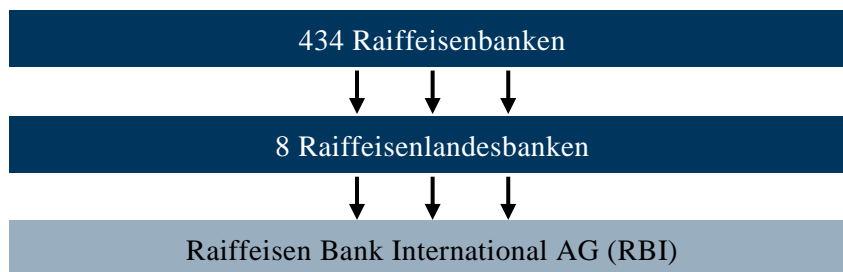 434 Raiffeisenbanken
8 Raiffeisenlandesbanken
Raiffeisen Bank International AG (RBI)